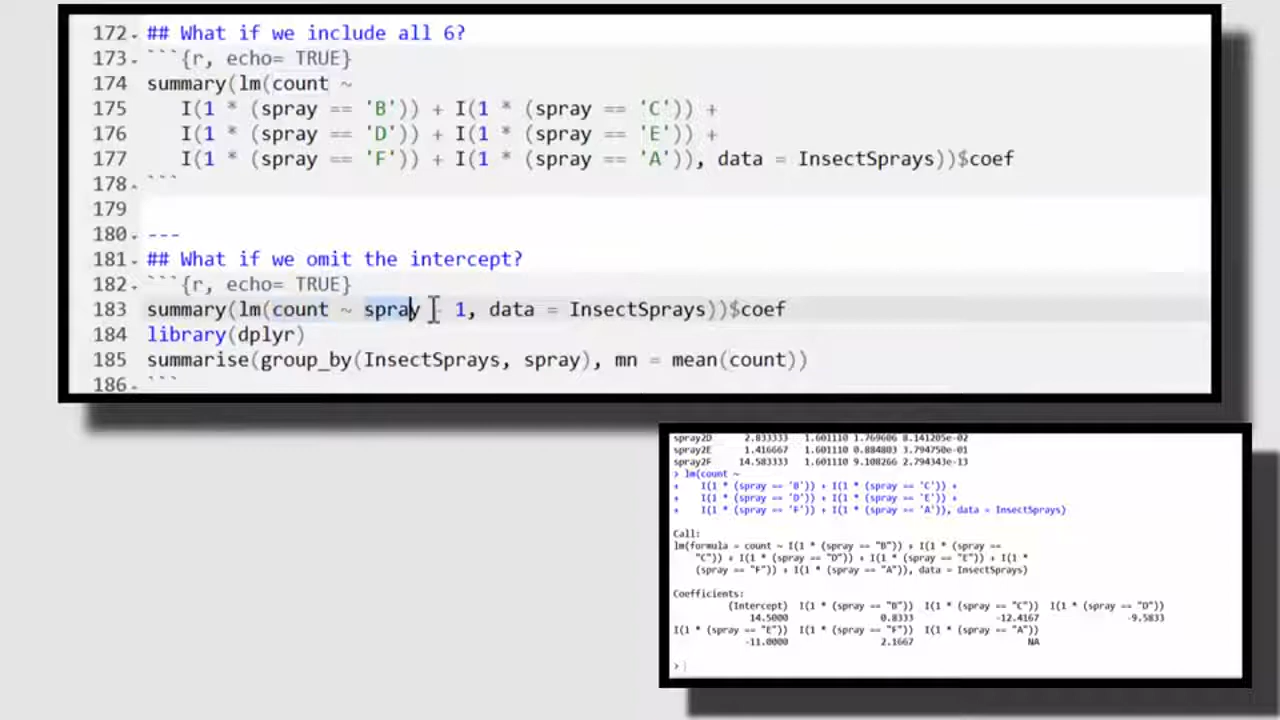 172 ## What if we include all 6?
173 ```{r, echo= TRUE}
174 summary(lm(count ~
175 I(1 * (spray == 'B')) + I(1 * (spray == 'C')) +
176 I(1 * (spray == 'D')) + I(1 * (spray == 'E')) +
177 I(1 * (spray == 'F')) + I(1 * (spray == 'A')), data = InsectSprays))$coef
178 ```
179
180 ---
181 ## What if we omit the intercept?
182 ```{r, echo= TRUE}
183 summary(lm(count ~ spray - 1, data = InsectSprays))$coef
184 library(dplyr)
185 summarise(group_by(InsectSprays, spray), mn = mean(count))
186 ```
spray2D 2.833333 1.601110 1.769606 8.141205e-02
spray2E 1.416667 1.601110 0.884803 3.794750e-01
spray2F 14.583333 1.601110 9.108266 2.794343e-13
> lm(count ~
+ I(1 * (spray == 'B')) + I(1 * (spray == 'C')) +
+ I(1 * (spray == 'D')) + I(1 * (spray == 'E')) +
+ I(1 * (spray == 'F')) + I(1 * (spray == 'A')), data = InsectSprays)
Call:
lm(formula = count ~ I(1 * (spray == "B")) + I(1 * (spray ==
"C")) + I(1 * (spray == "D")) + I(1 * (spray == "E")) + I(1 *
(spray == "F")) + I(1 * (spray == "A")), data = InsectSprays)
Coefficients:
(Intercept) I(1 * (spray == "B")) I(1 * (spray == "C")) I(1 * (spray == "D"))
14.5000 0.8333 -12.4167 -9.5833
I(1 * (spray == "E")) I(1 * (spray == "F")) I(1 * (spray == "A"))
-11.0000 2.1667 NA
>